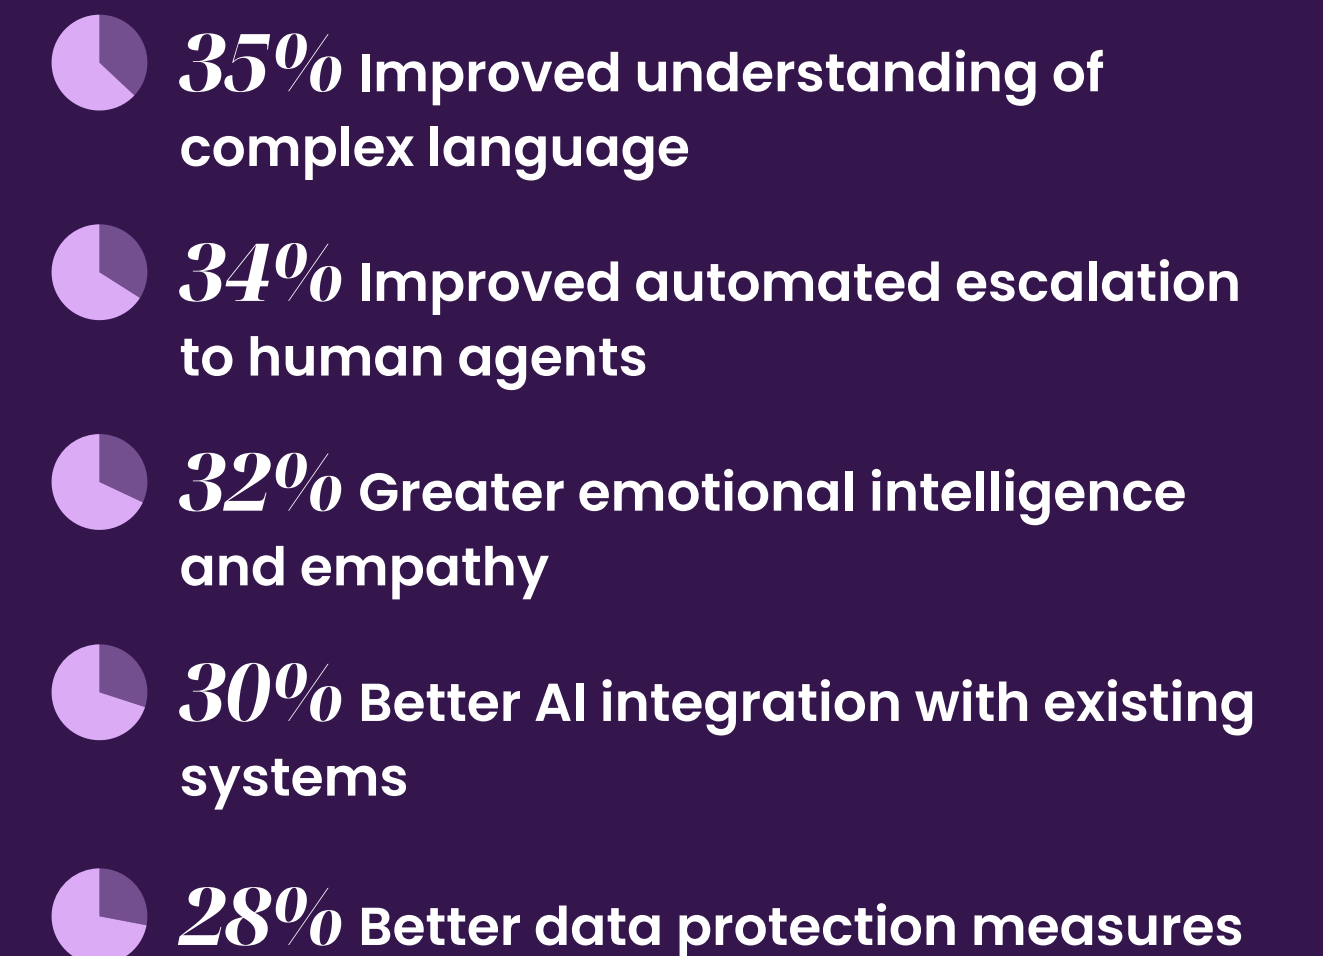 35% Improved understanding of
complex language
34% Improved automated escalation
to human agents
32% Greater emotional intelligence
and empathy
30% Better AI integration with existing
systems
28% Better data protection measures